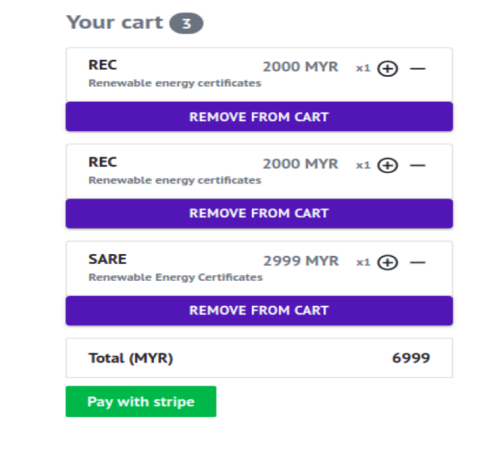 Your cart 3
REC 2000 MYR x1 + —
Renewable energy certificates
REMOVE FROM CART
REC 2000 MYR x1 + —
Renewable energy certificates
REMOVE FROM CART
SARE 2999 MYR x1 + —
Renewable Energy Certificates
REMOVE FROM CART
Total (MYR) 6999
Pay with stripe